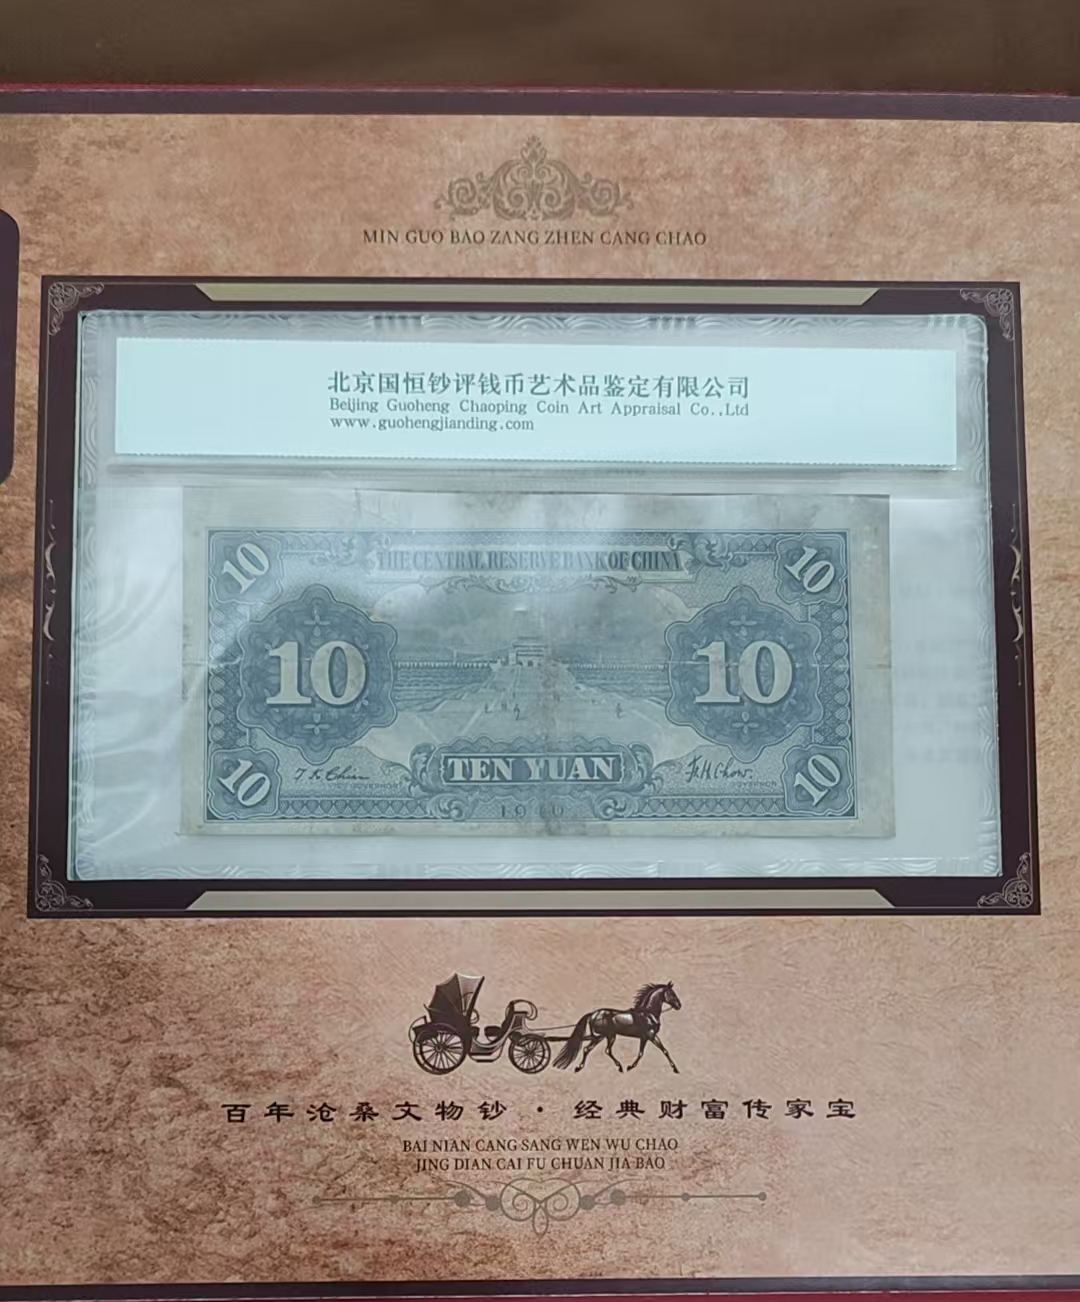 MIN GUO BAO ZANG ZHEN CANG CHAO
北京国恒钞评钱币艺术品鉴定有限公司
Beijing Guoheng Chaoping Coin Art Appraisal Co.,Ltd
www.guohengjianding.com
10
THE CENTRAL RESERVE BANK OF CHINA
10
10
10
10
TEN YUAN
10
GOVERNOR
1940
百年沧桑文物钞·经典财富传家宝
BAI NIAN CANG SANG WEN WU CHAO
JING DIAN CAI FU CHUAN JIA BAO